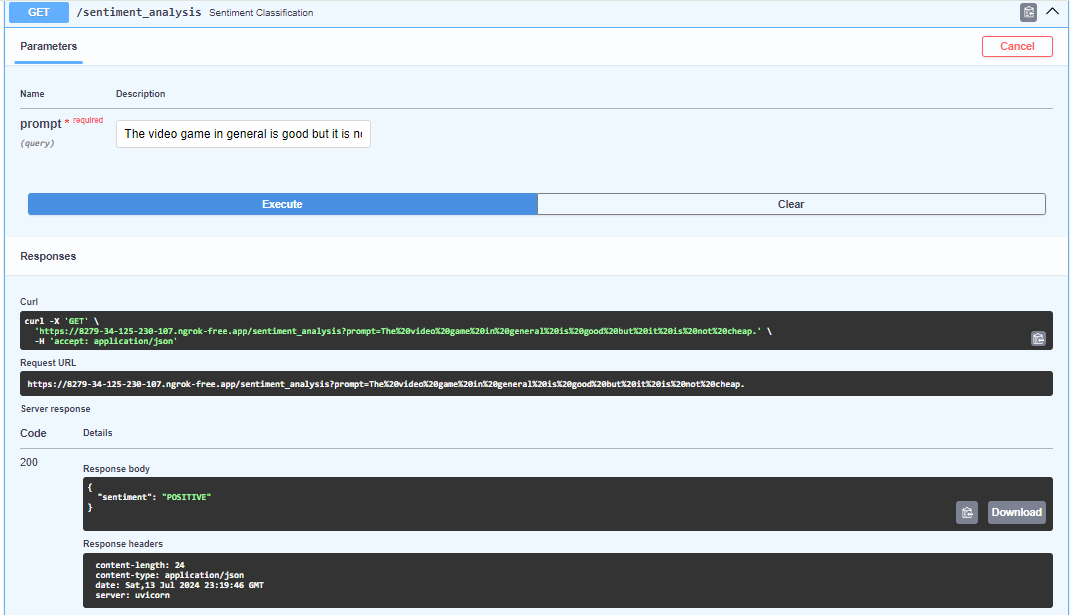 GET /sentiment_analysis Sentiment Classification
Parameters
Cancel
Name Description
prompt * required
The video game in general is good but it is
(query)
Execute Clear
Responses
Curl
curl -X 'GET' \
'https://8279-34-125-230-107.ngrok-free.app/sentiment_analysis?prompt=The%20video%20game%20in%20general%20is%20good%20but%20it%20is%20not%20cheap.' \
-H 'accept: application/json'
Request URL
https://8279-34-125-230-107.ngrok-free.app/sentiment_analysis?prompt=The%20video%20game%20in%20general%20is%20good%20but%20it%20is%20not%20cheap.
Server response
Code Details
200
Response body
{
"sentiment": "POSITIVE"
}
Download
Response headers
content-length: 24
content-type: application/json
date: Sat,13 Jul 2024 23:19:46 GMT
server: uvicorn